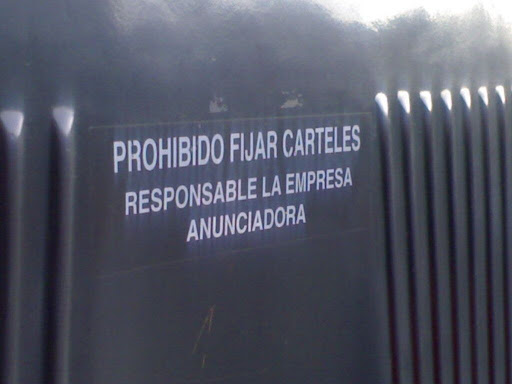 PROHIBIDO FIJAR CARTELES
RESPONSABLE LA EMPRESA
ANUNCIADORA